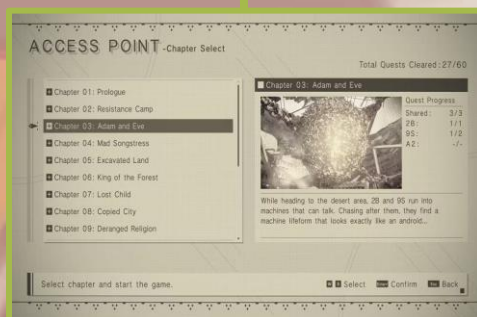 ACCESS POINT -Chapter Select
Total Quests Cleared:27/60
Chapter 01: Prologue
Chapter 02: Resistance Camp
Chapter 03: Adam and Eve
Chapter 04: Mad Songstress
Chapter 05: Excavated Land
Chapter 06: King of the Forest
Chapter 07: Lost Child
Chapter 08: Copied City
Chapter 09: Deranged Religion
Chapter 03: Adam and Eve
Quest Progress
Shared: 3/3
2B: 1/1
9S: 1/2
A2: -/-
While heading to the desert area, 2B and 9S run into
machines that can talk. Chasing after them, they find a
machine lifeform that looks exactly like an android...
Select chapter and start the game.
Select Confirm Back